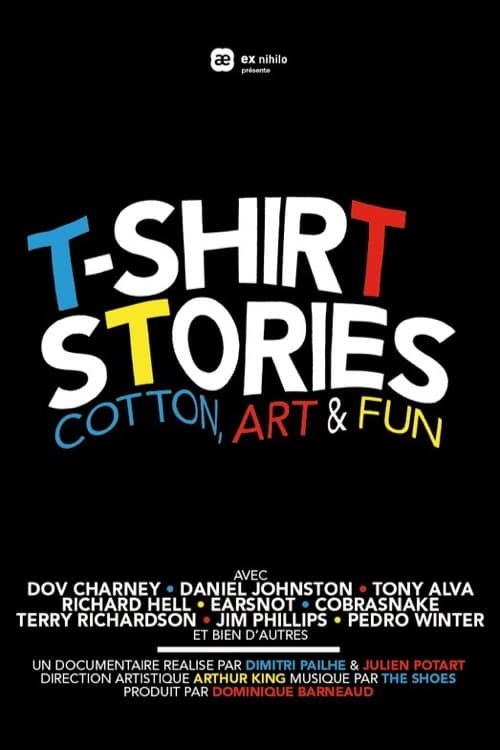 æ ex nihilo
présente
T-SHIRT
STORIES
COTTON, ART & FUN
AVEC
DOV CHARNEY • DANIEL JOHNSTON • TONY ALVA
RICHARD HELL • EARSNOT • COBRASNAKE
TERRY RICHARDSON • JIM PHILLIPS • PEDRO WINTER
ET BIEN D'AUTRES
UN DOCUMENTAIRE REALISE PAR DIMITRI PAILHE & JULIEN POTART
DIRECTION ARTISTIQUE ARTHUR KING MUSIQUE PAR THE SHOES
PRODUIT PAR DOMINIQUE BARNEAUD